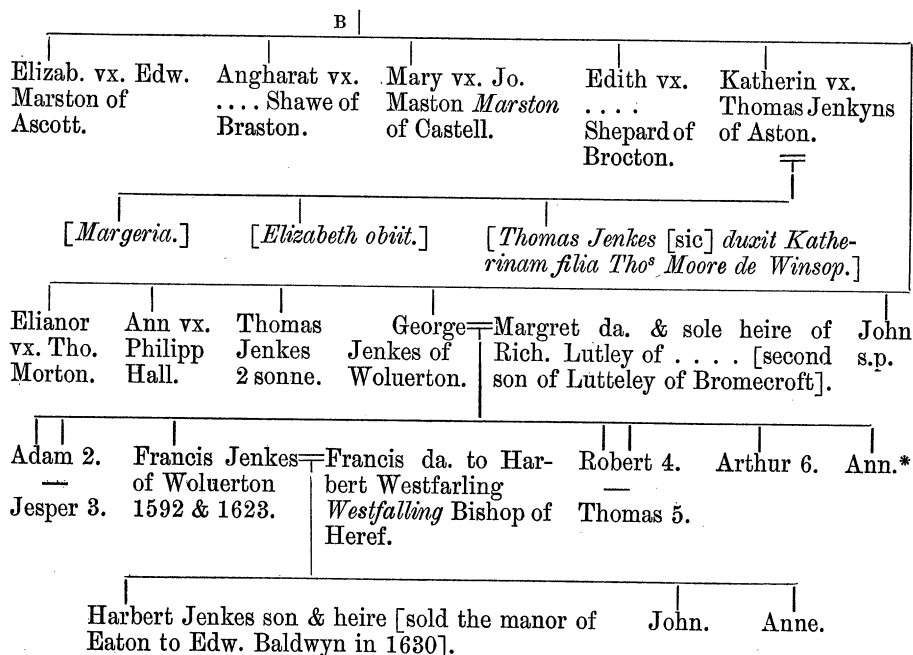 B
Elizab. vx. Edw.
Marston of
Ascott.
Angharat vx.
.... Shawe of
Braston.
Mary vx. Jo.
Maston Marston
of Castell.
Edith vx.
....
Shepard of
Brocton.
Katherin vx.
Thomas Jenkyns
of Aston.
[Margeria.]
[Elizabeth obiit.]
[Thomas Jenkes [sic] duxit Kathe-
rinam filia Thoˢ Moore de Winsop.]
Elianor
vx. Tho.
Morton.
Ann vx.
Philipp
Hall.
Thomas
Jenkes
2 sonne.
George
Jenkes of
Woluerton.
Margret da. & sole heire of
Rich. Lutley of .... [second
son of Lutteley of Bromecroft].
John
s.p.
Adam 2.
Jesper 3.
Francis Jenkes
of Woluerton
1592 & 1623.
Francis da. to Har-
bert Westfarling
Westfalling Bishop of
Heref.
Robert 4.
Thomas 5.
Arthur 6.
Ann.*
Harbert Jenkes son & heire [sold the manor of
Eaton to Edw. Baldwyn in 1630].
John.
Anne.